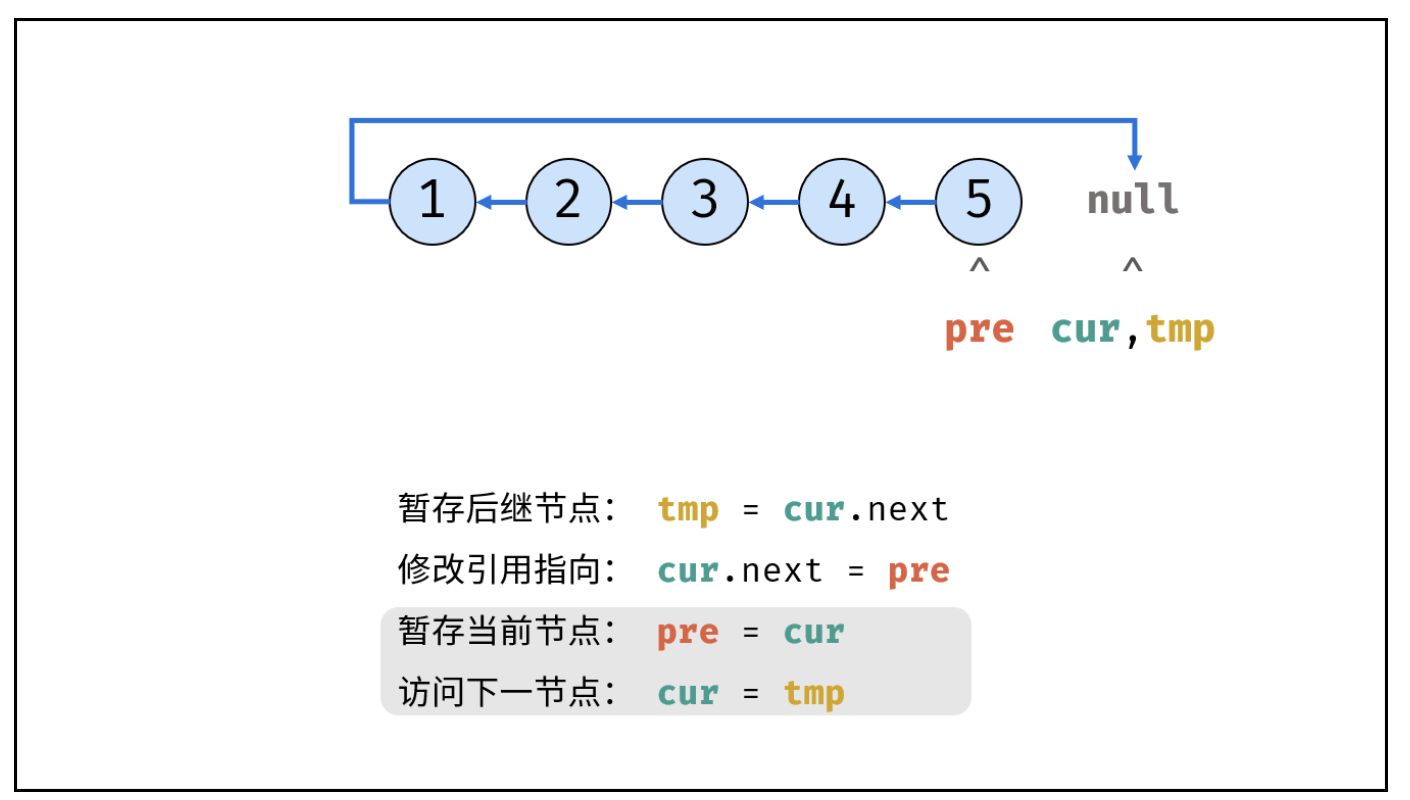 1 2 3 4 5 null
^ ^
pre cur,tmp
暂存后继节点： tmp = cur.next
修改引用指向： cur.next = pre
暂存当前节点： pre = cur
访问下一节点： cur = tmp